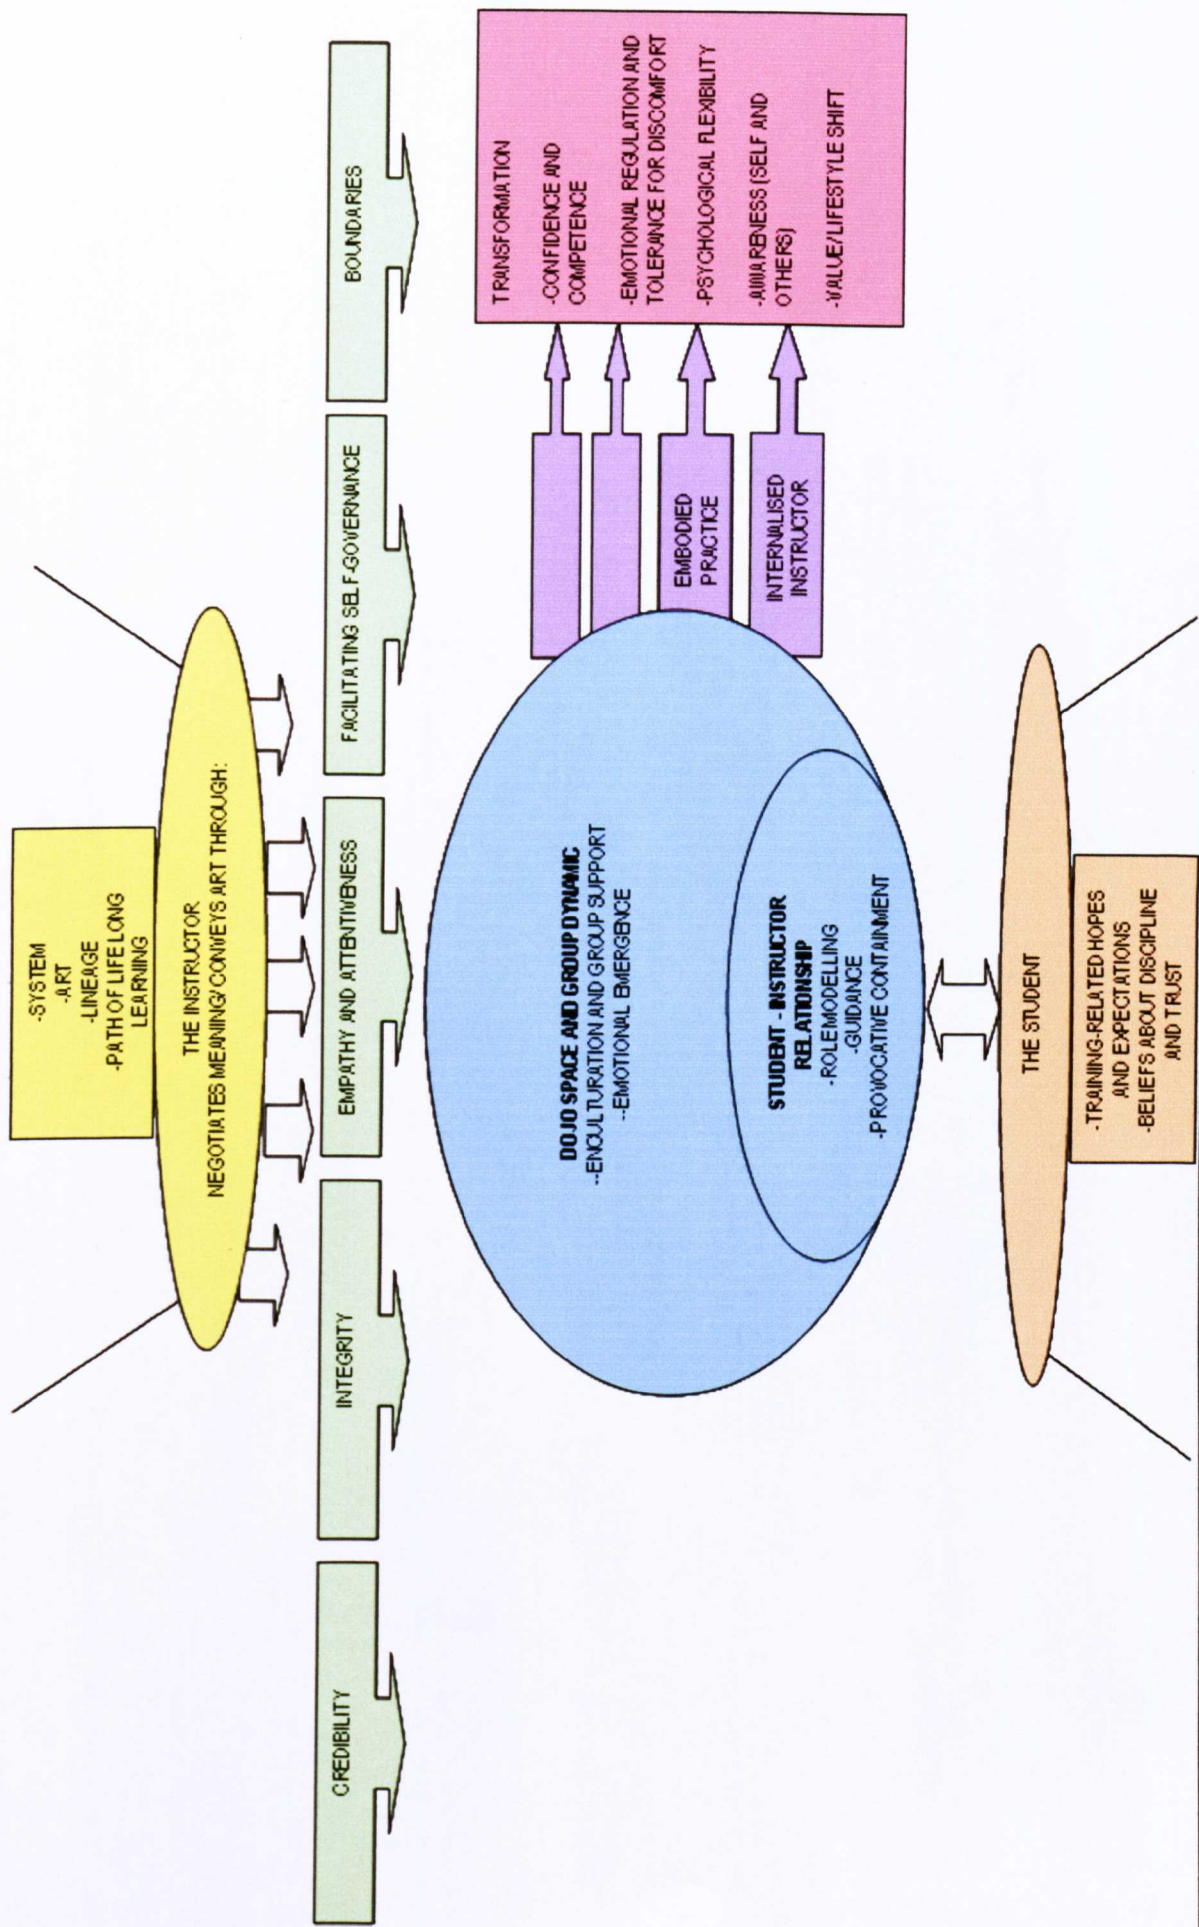 -SYSTEM
-ART
-LINEAGE
-PATH OF LIFE LONG
LEARNING
THE INSTRUCTOR
NEGOTIATES MEANING/ CONVEYS ART THROUGH:
CREDIBILITY
INTEGRITY
EMPATHY AND ATTENTIVENESS
FACILITATING SELF-GOVERNANCE
BOUNDARIES
DOJO SPACE AND GROUP DYNAMIC
--ENCULTURATION AND GROUP SUPPORT
--EMOTIONAL EMERGENCE
STUDENT - INSTRUCTOR
RELATIONSHIP
-ROLEMODELLING
-GUIDANCE
-PROVOCATIVE CONTAINMENT
EMBODIED
PRACTICE
INTERNALISED
INSTRUCTOR
TRANSFORMATION
-CONFIDENCE AND
COMPETENCE
-EMOTIONAL REGULATION AND
TOLERANCE FOR DISCOMFORT
-PSYCHOLOGICAL FLEXIBILITY
-AWARENESS (SELF AND
OTHERS)
-VALUE/LIFESTYLE SHIFT
THE STUDENT
-TRAINING-RELATED HOPES
AND EXPECTATIONS
-BELIEFS ABOUT DISCIPLINE
AND TRUST